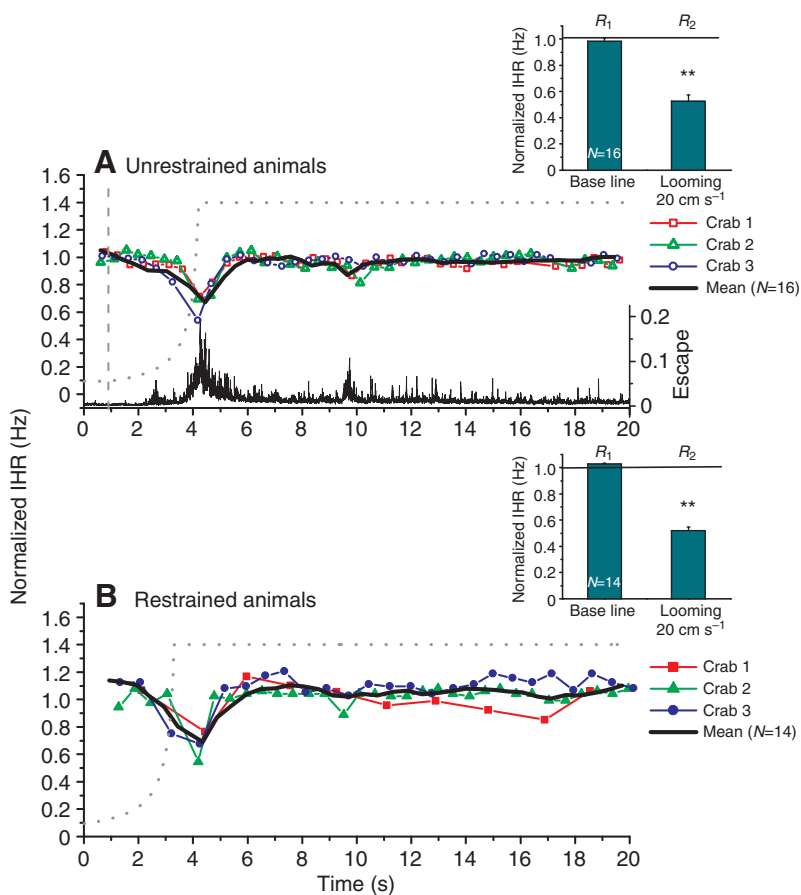 R1 R2
Normalized IHR (Hz)
1.0
0.8
0.6
0.4
0.2
0
**
N=16
Base line Looming
20 cm s−1
A Unrestrained animals
1.6
1.4
1.2
1.0
0.8
0.6
0.4
0.2
0
Crab 1
Crab 2
Crab 3
Mean (N=16)
0.2
0.1
0
Escape
0 2 4 6 8 10 12 14 16 18 20
Normalized IHR (Hz)
R1 R2
Normalized IHR (Hz)
1.0
0.8
0.6
0.4
0.2
0
**
N=14
Base line Looming
20 cm s−1
B Restrained animals
1.6
1.4
1.2
1.0
0.8
0.6
0.4
0.2
0
Crab 1
Crab 2
Crab 3
Mean (N=14)
0 2 4 6 8 10 12 14 16 18 20
Time (s)